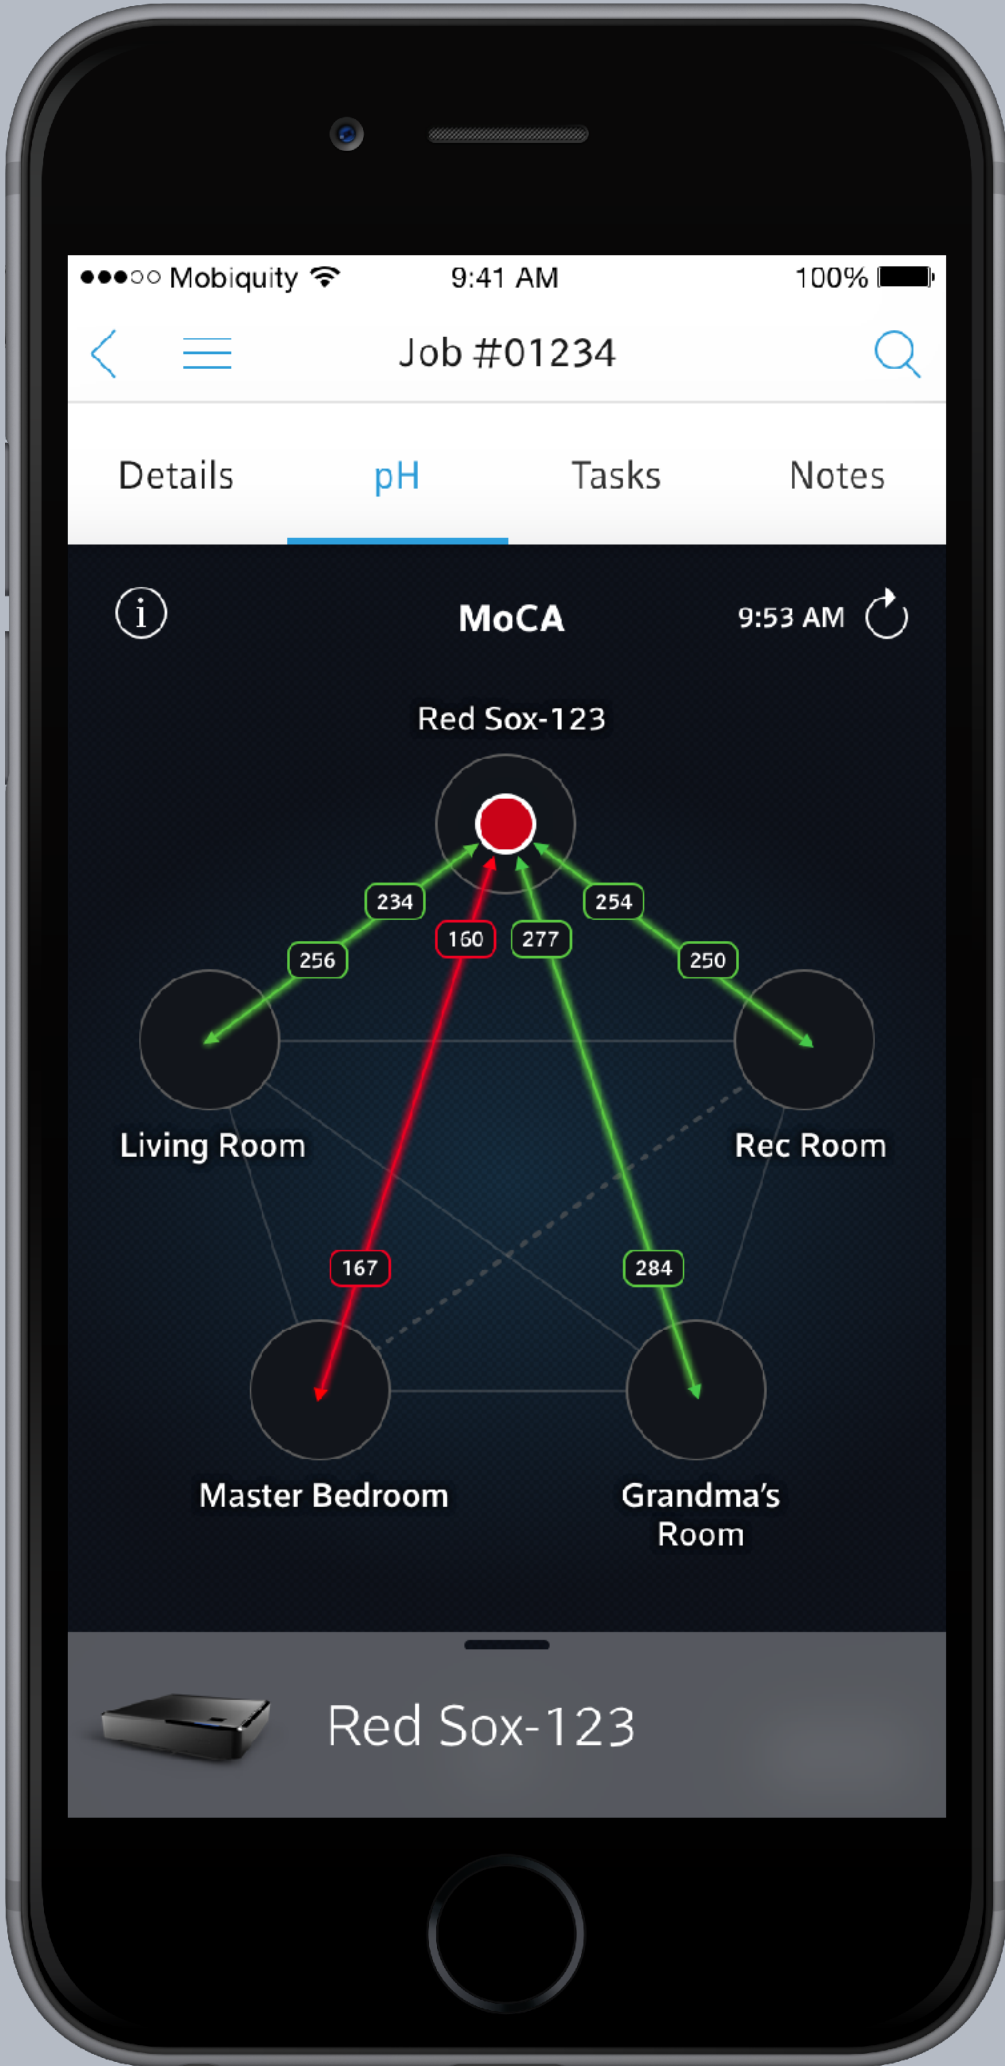 Mobiquity 9:41 AM 100%
Job #01234
Details pH Tasks Notes
i MoCA 9:53 AM
Red Sox-123
234 254
160 277
256 250
Living Room Rec Room
167 284
Master Bedroom Grandma's
Room
Red Sox-123